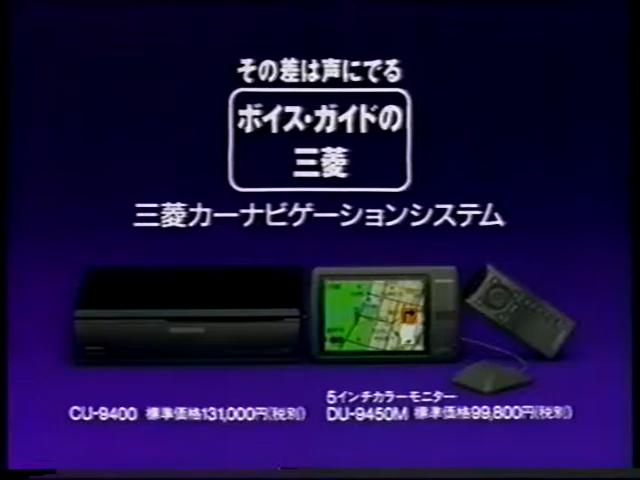 その差は声にでる
ボイス・ガイドの
三菱
三菱カーナビゲーションシステム
5インチカラーモニター
CU-9400 標準価格131,000円(税別)
DU-9450M 標準価格99,800円(税別)